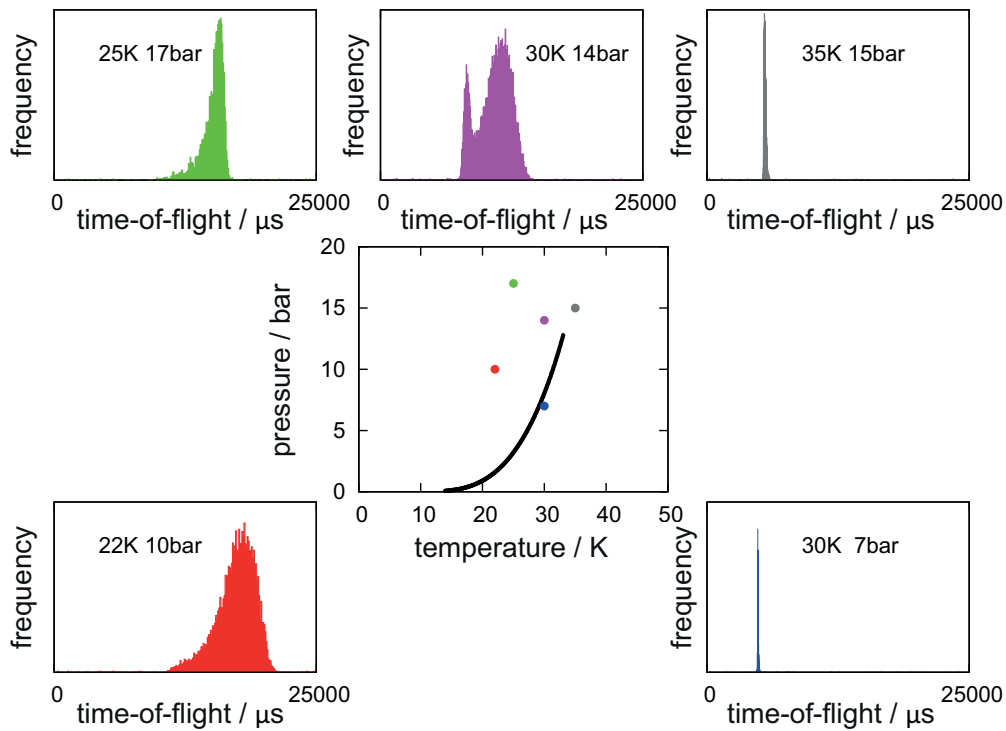 25K 17bar
frequency
0 25000
time-of-flight / μs
30K 14bar
frequency
0 25000
time-of-flight / μs
35K 15bar
frequency
0 25000
time-of-flight / μs
20
15
10
5
0
pressure / bar
0 10 20 30 40 50
temperature / K
22K 10bar
frequency
0 25000
time-of-flight / μs
30K 7bar
frequency
0 25000
time-of-flight / μs